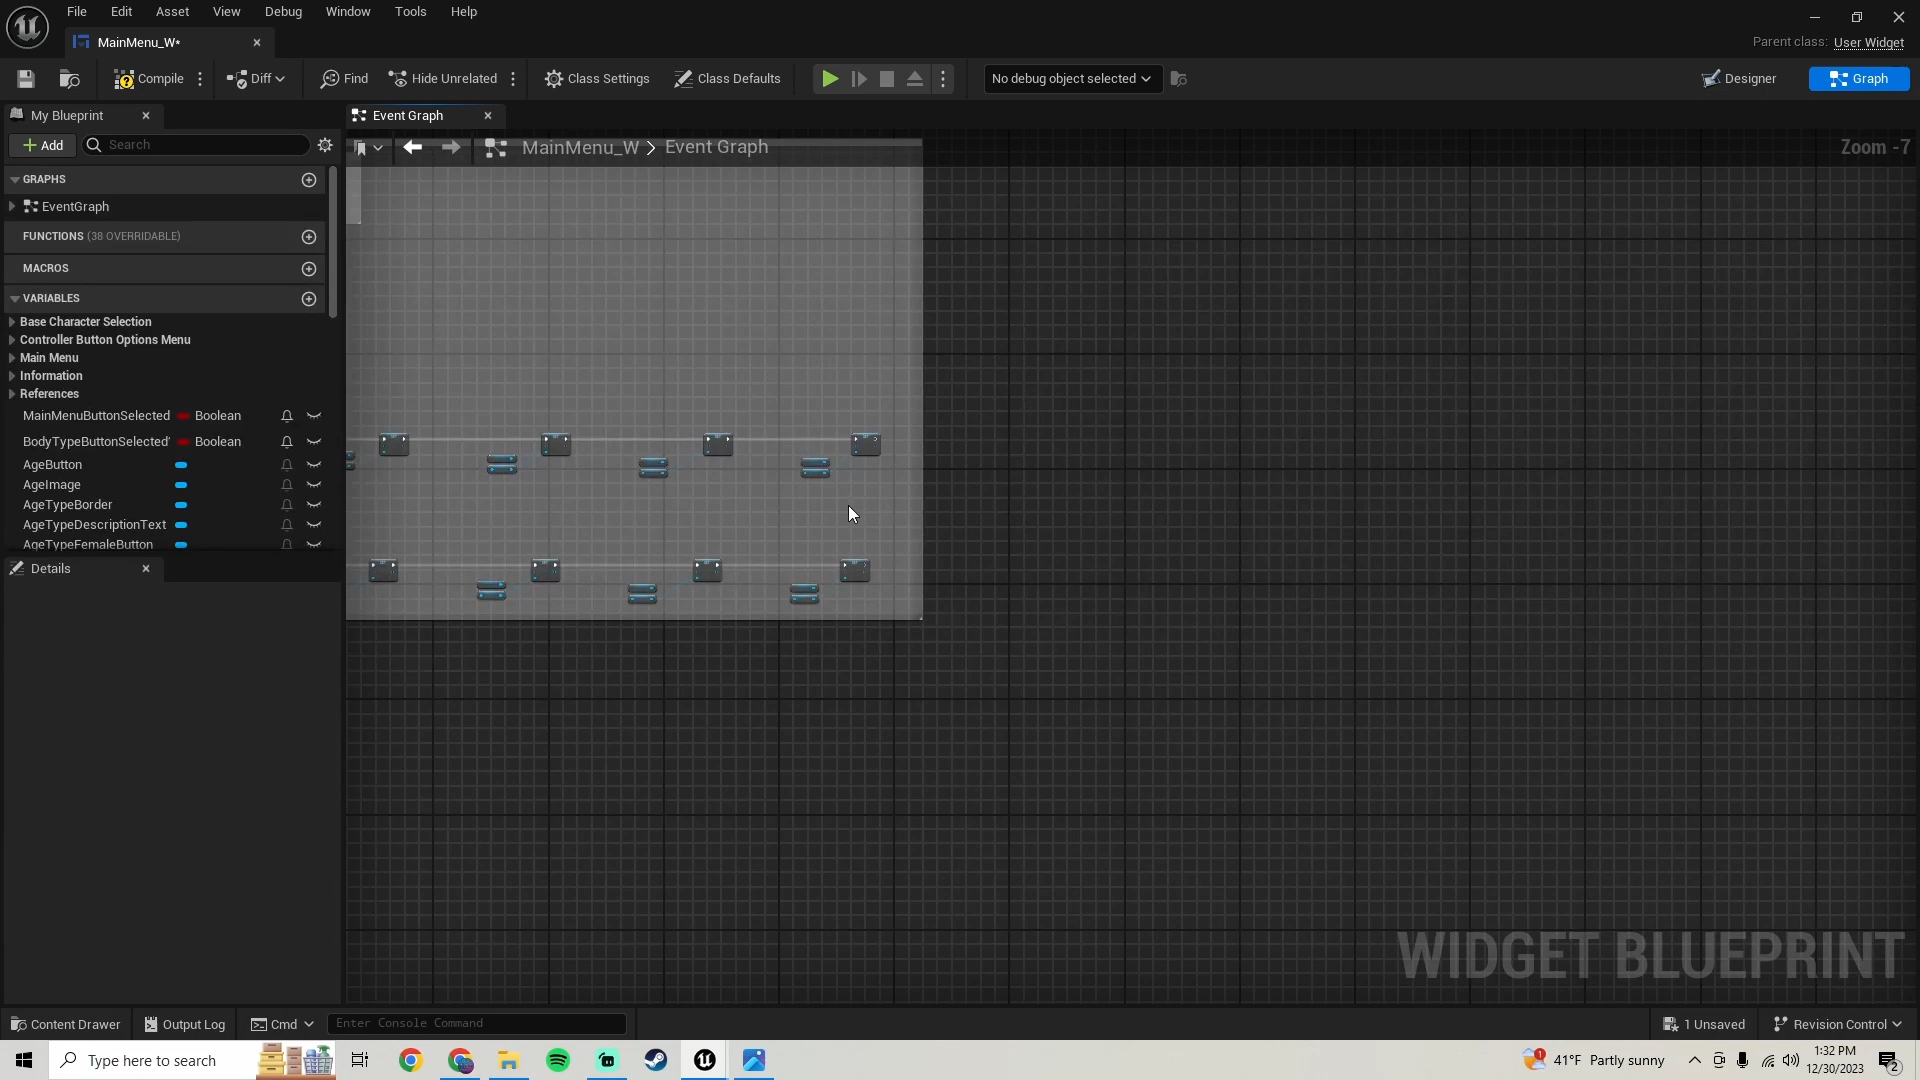 File Edit Asset View Debug Window Tools Help
MainMenu_W*
Parent class: User Widget
Compile Diff Find Hide Unrelated Class Settings Class Defaults No debug object selected Designer Graph
My Blueprint
Event Graph
Add Search
MainMenu_W > Event Graph
Zoom -7
GRAPHS
EventGraph
FUNCTIONS (38 OVERRIDABLE)
MACROS
VARIABLES
Base Character Selection
Controller Button Options Menu
Main Menu
Information
References
MainMenuButtonSelected Boolean
BodyTypeButtonSelected? Boolean
AgeButton
AgeImage
AgeTypeBorder
AgeTypeDescriptionText
AgeTypeFemaleButton
Details
WIDGET BLUEPRINT
Content Drawer Output Log Cmd Enter Console Command 1 Unsaved Revision Control
Type here to search
1
41°F Partly sunny
1:32 PM
12/30/2023
2